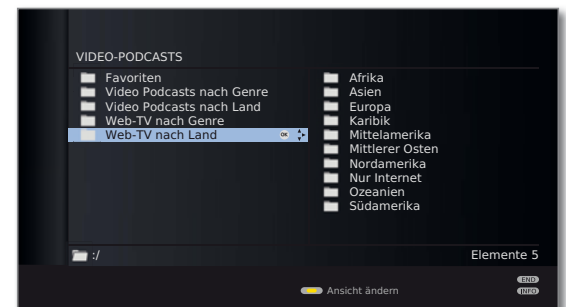 VIDEO-PODCASTS
Favoriten
Video Podcasts nach Genre
Video Podcasts nach Land
Web-TV nach Genre
Web-TV nach Land OK
Afrika
Asien
Europa
Karibik
Mittelamerika
Mittlerer Osten
Nordamerika
Nur Internet
Ozeanien
Südamerika
:/
Elemente 5
Ansicht ändern
END
INFO